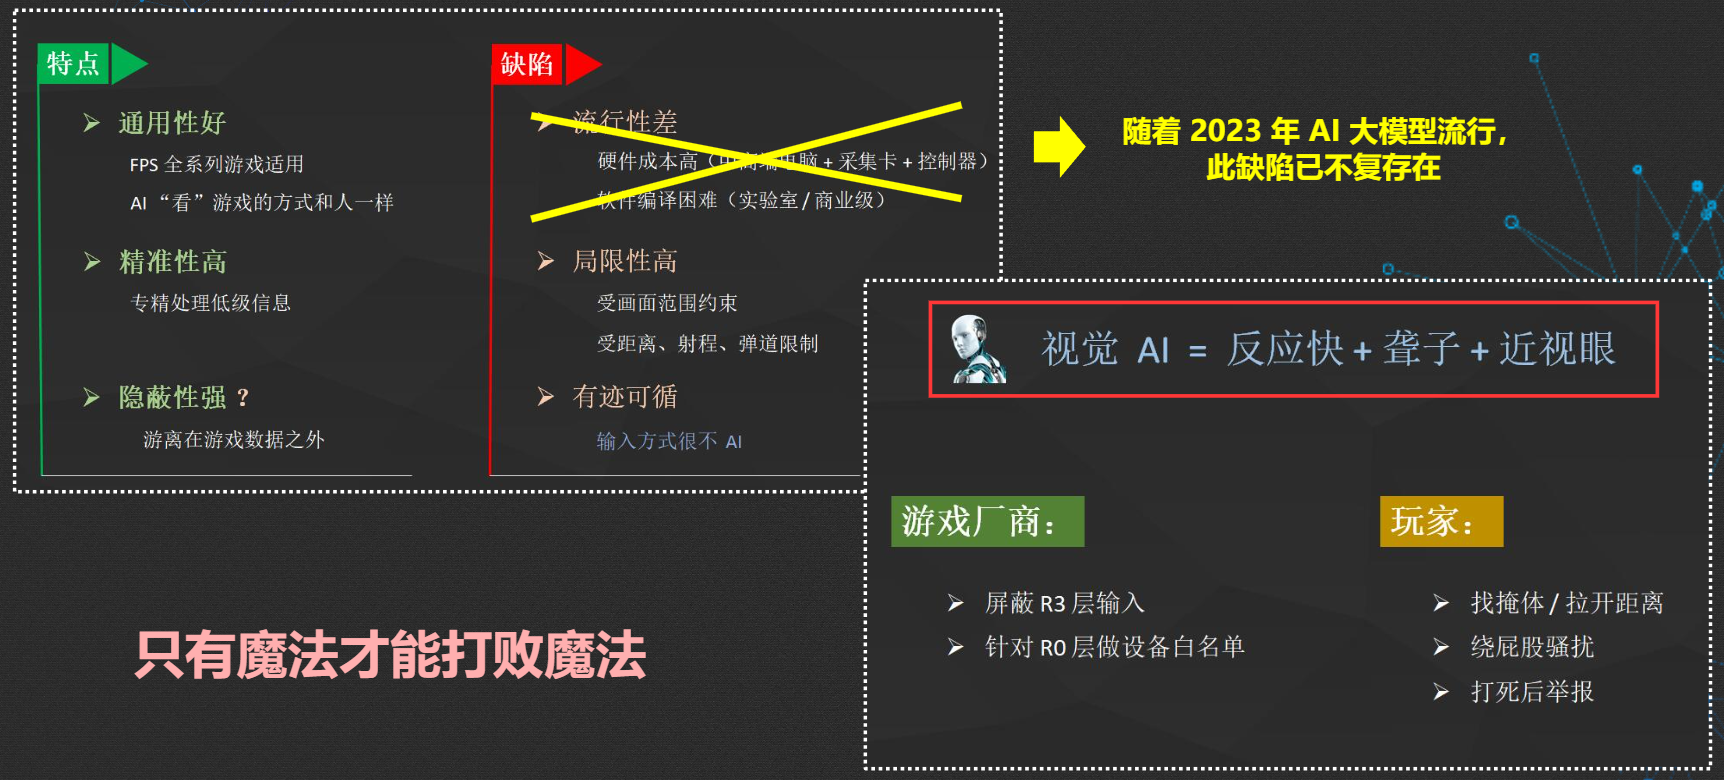 特点
通用性好
FPS 全系列游戏适用
AI “看”游戏的方式和人一样
精准性高
专精处理低级信息
隐蔽性强？
游离在游戏数据之外
缺陷
流行性差
硬件成本高（中高端电脑 + 采集卡 + 控制器）
软件编译困难（实验室 / 商业级）
局限性高
受画面范围约束
受距离、射程、弹道限制
有迹可循
输入方式很不 AI
随着 2023 年 AI 大模型流行，
此缺陷已不复存在
视觉 AI = 反应快 + 聋子 + 近视眼
游戏厂商：
屏蔽 R3 层输入
针对 R0 层做设备白名单
玩家：
找掩体 / 拉开距离
绕屁股骚扰
打死后举报
只有魔法才能打败魔法